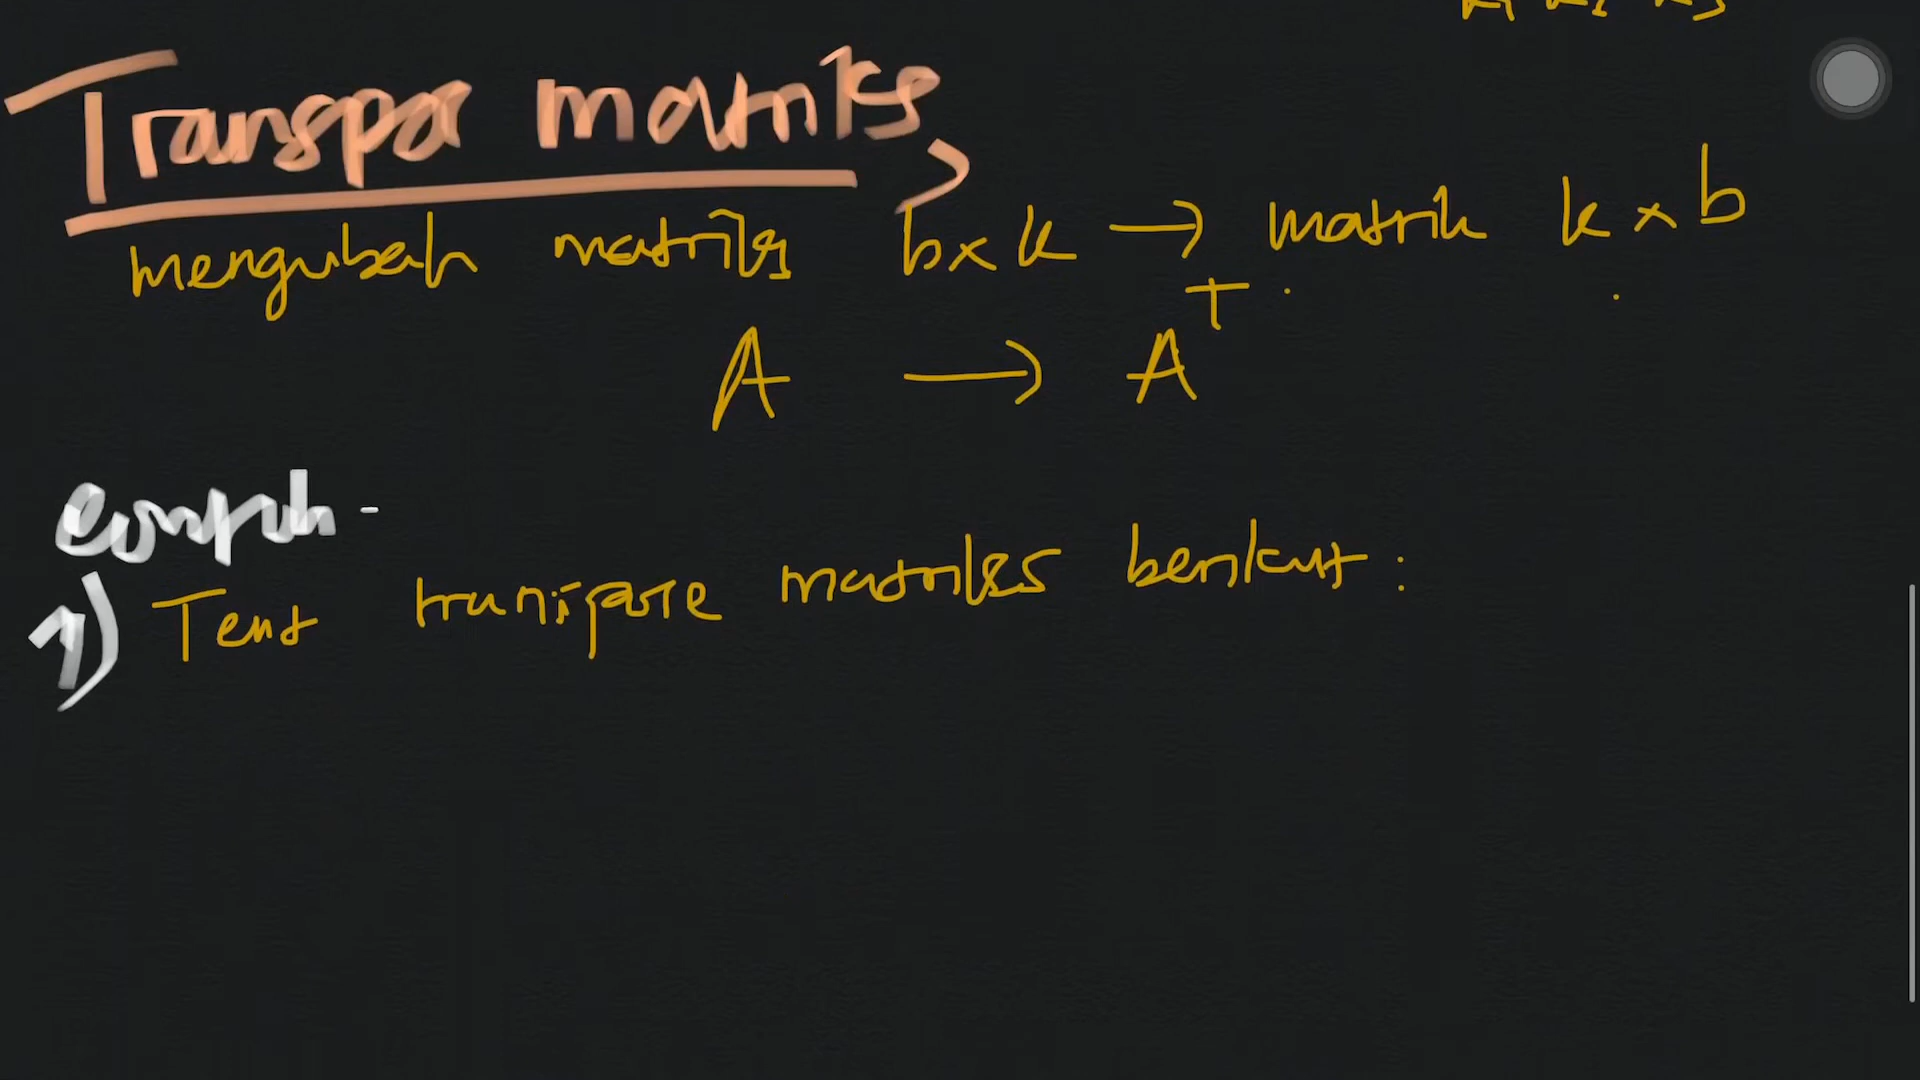 Transpos matriks
mengubah matriks b x k → matrik k x b
A → A^T
Contoh -
1) Tent transpose matriks berikut :